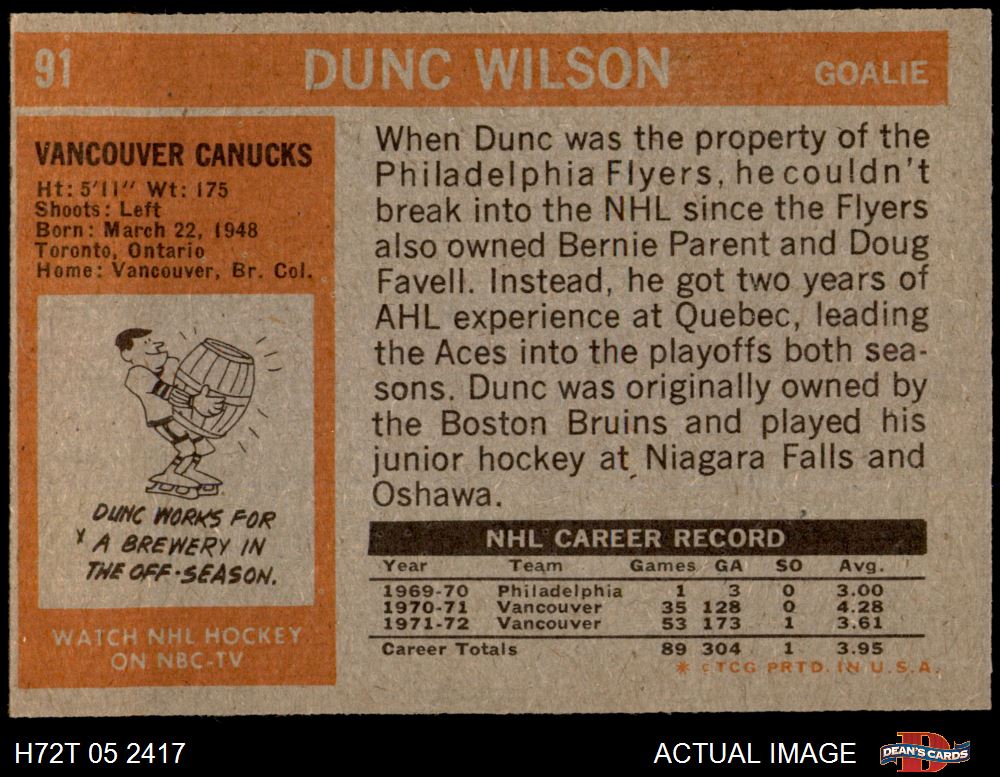 91 DUNC WILSON GOALIE
VANCOUVER CANUCKS
Ht: 5'11" Wt: 175
Shoots: Left
Born: March 22, 1948
Toronto, Ontario
Home: Vancouver, Br. Col.
DUNC WORKS FOR
A BREWERY IN
THE OFF-SEASON.
WATCH NHL HOCKEY
ON NBC-TV
When Dunc was the property of the
Philadelphia Flyers, he couldn't
break into the NHL since the Flyers
also owned Bernie Parent and Doug
Favell. Instead, he got two years of
AHL experience at Quebec, leading
the Aces into the playoffs both sea-
sons. Dunc was originally owned by
the Boston Bruins and played his
junior hockey at Niagara Falls and
Oshawa.
NHL CAREER RECORD
Year Team Games GA SO Avg.
1969-70 Philadelphia 1 3 0 3.00
1970-71 Vancouver 35 128 0 4.28
1971-72 Vancouver 53 173 1 3.61
Career Totals 89 304 1 3.95
* ©TCG PRTD. IN U.S.A.
H72T 05 2417
ACTUAL IMAGE
D
DEAN'S CARDS